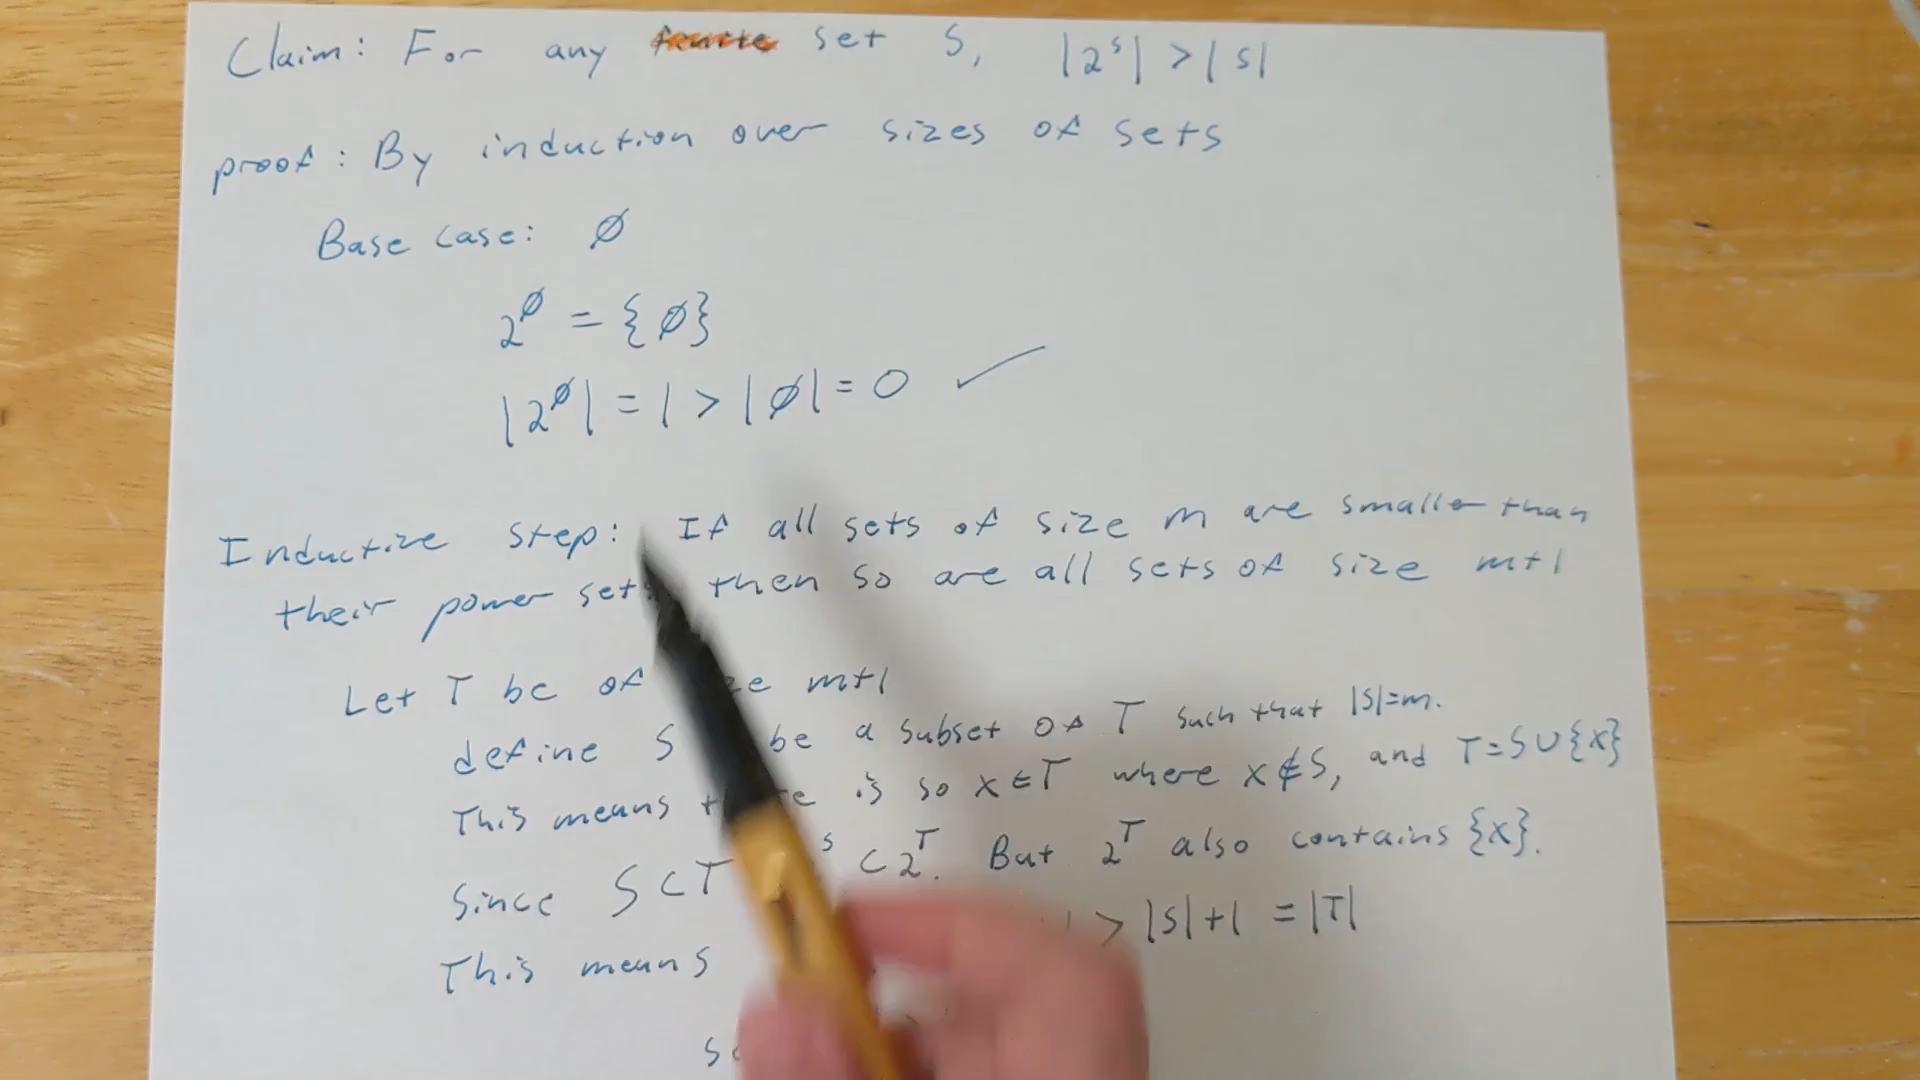 Claim: For any finite set S, |2^S| > |S|
proof: By induction over sizes of sets
Base case: ∅
2^∅ = {∅}
|2^∅| = 1 > |∅| = 0 ✓
Inductive step: If all sets of size m are smaller than
their power sets then so are all sets of size m+1
Let T be of m+1
define S be a subset of T such that |S|=m.
This means is so x∈T where x∉S, and T=S∪{x}
Since S⊂T ^S ⊂ 2^T. But 2^T also contains {x}.
This means > |S|+1 = |T|